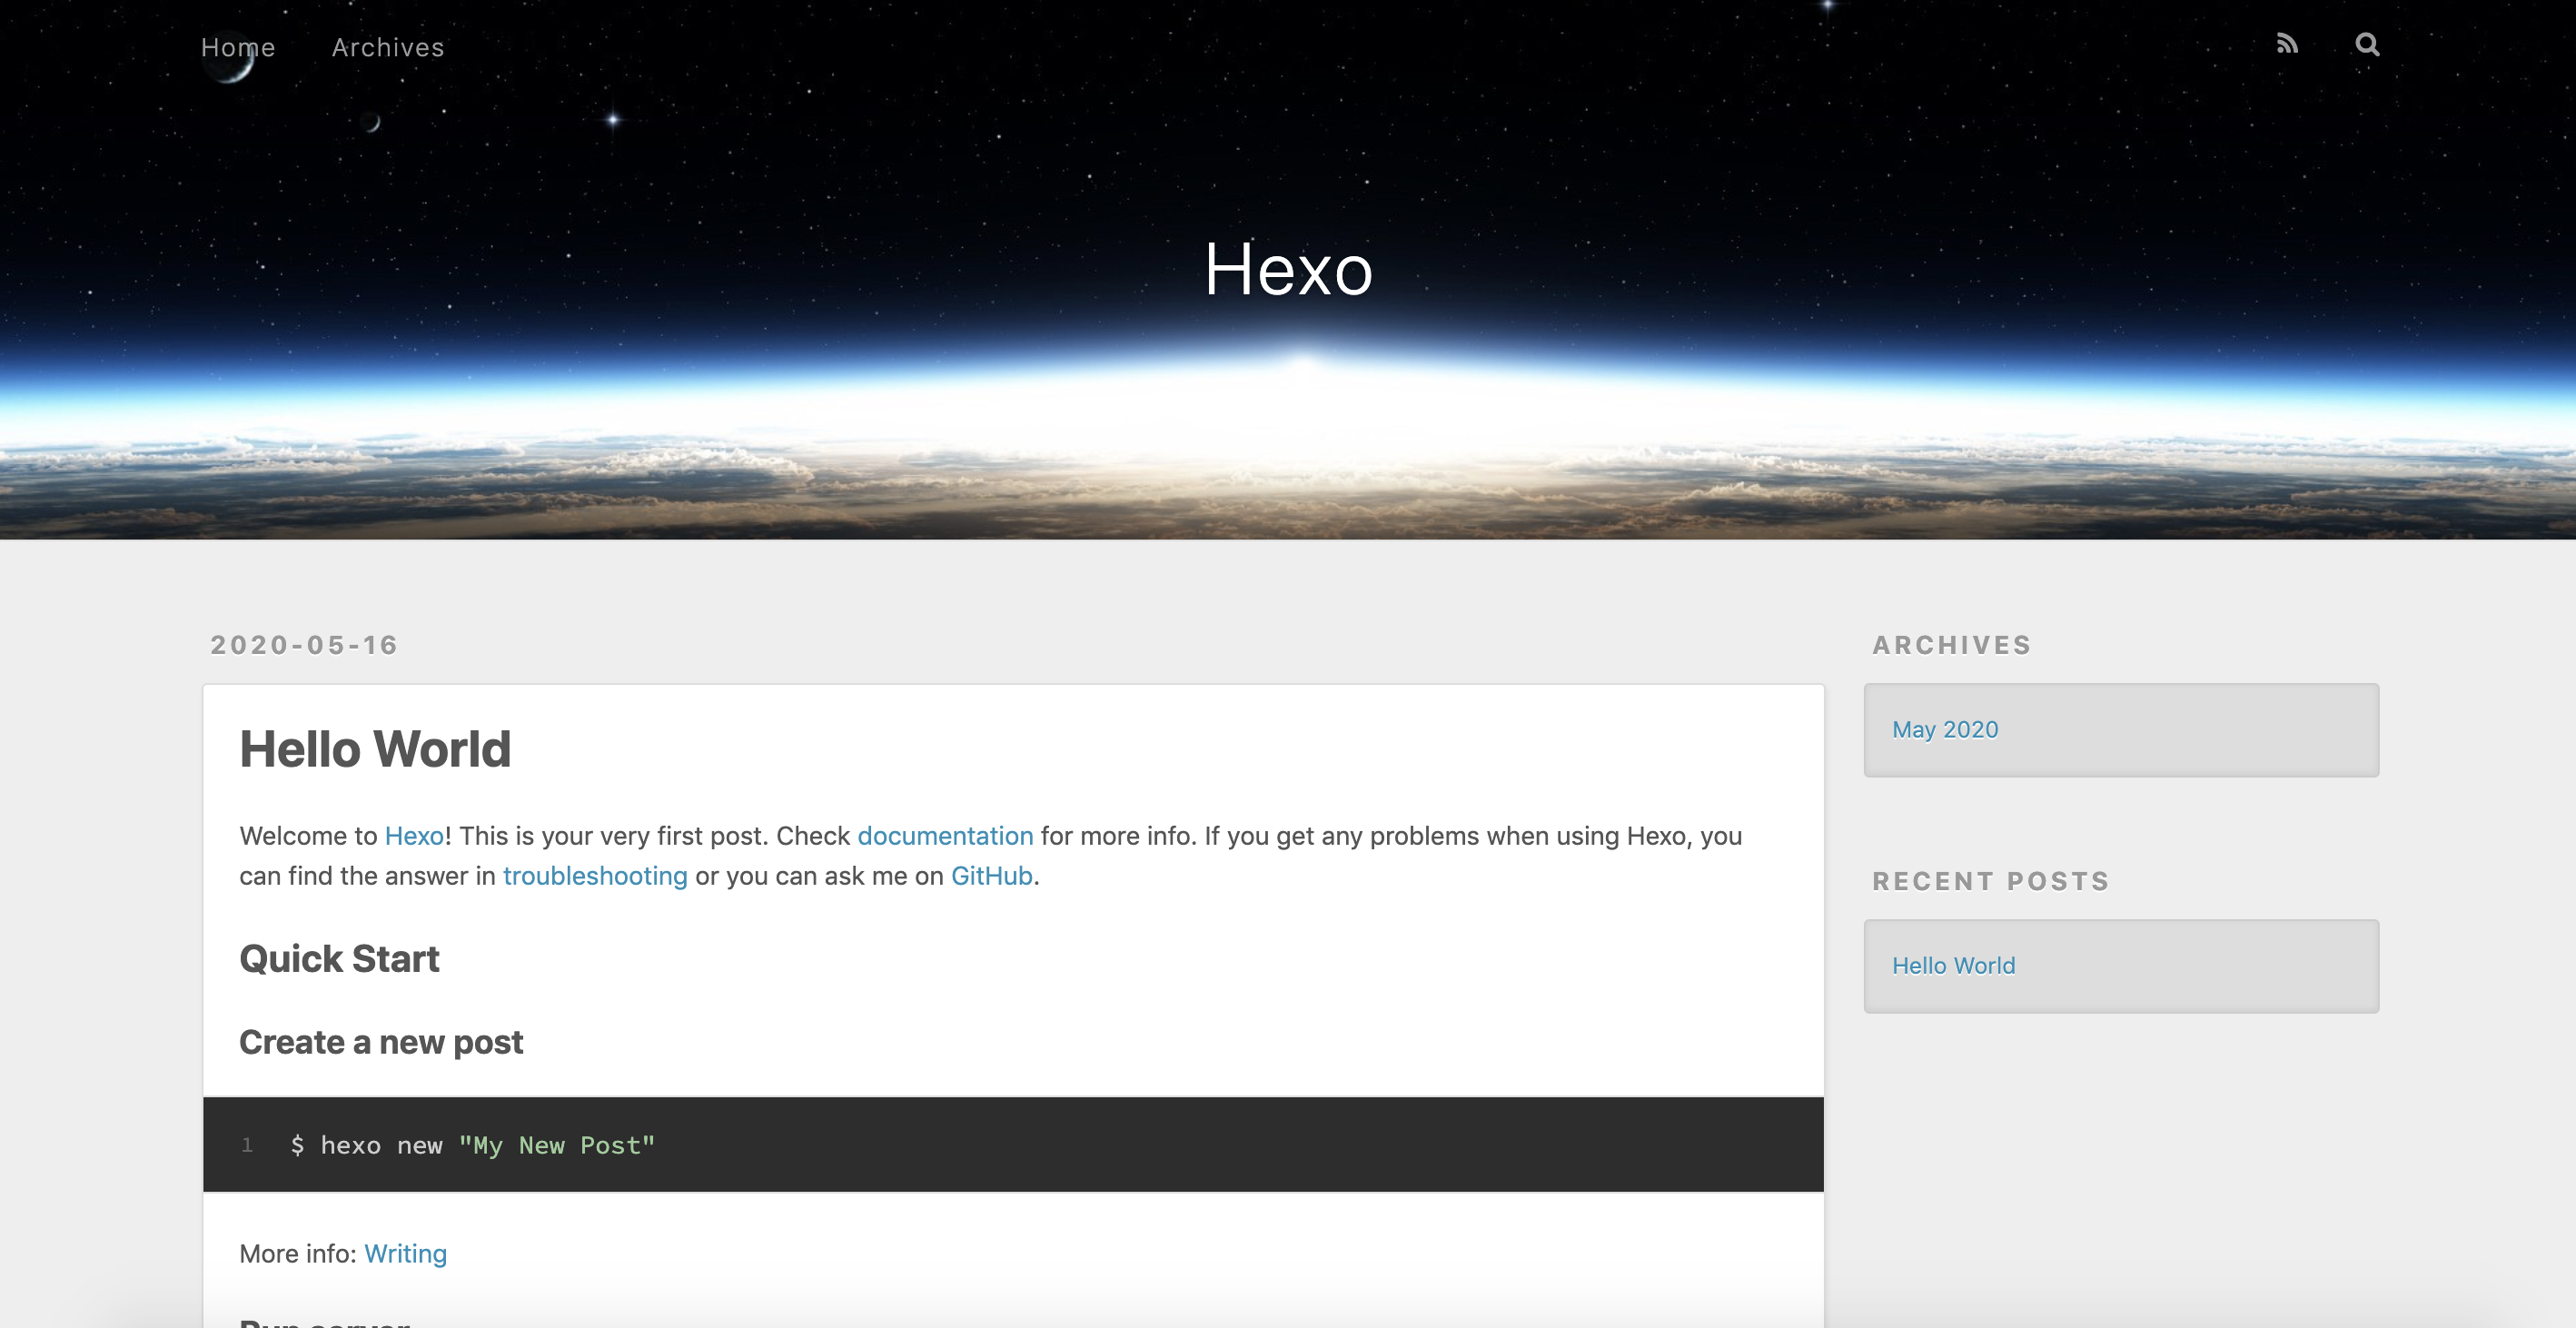 Home Archives
Hexo
2020-05-16
Hello World
Welcome to Hexo! This is your very first post. Check documentation for more info. If you get any problems when using Hexo, you
can find the answer in troubleshooting or you can ask me on GitHub.
Quick Start
Create a new post
1 $ hexo new "My New Post"
More info: Writing
Run server
ARCHIVES
May 2020
RECENT POSTS
Hello World